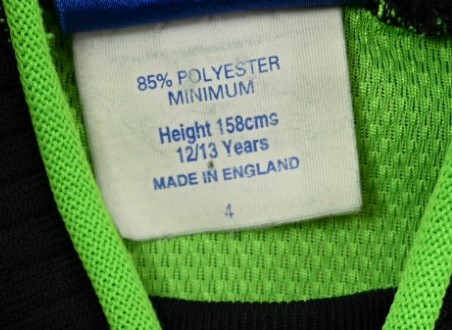 85% POLYESTER
MINIMUM
Height 158cms
12/13 Years
MADE IN ENGLAND
4